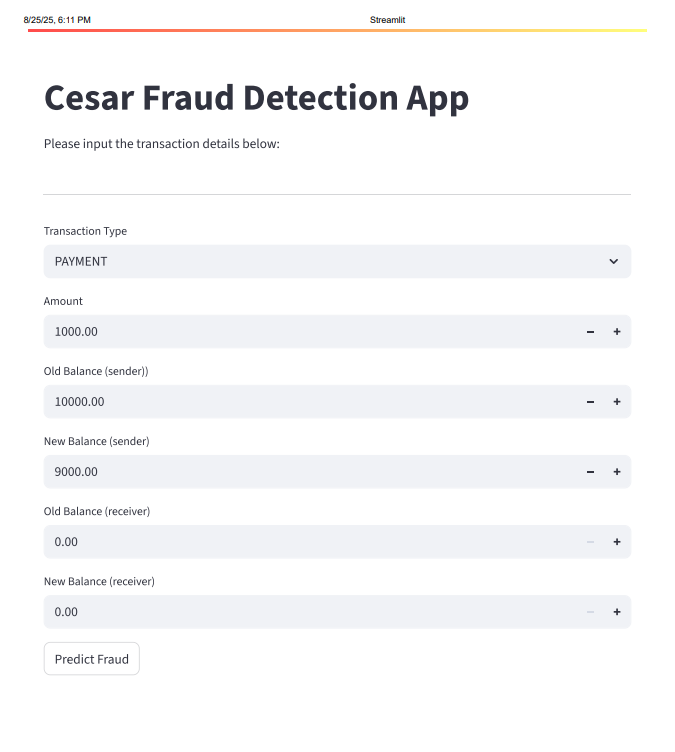 8/25/25, 6:11 PM Streamlit
Cesar Fraud Detection App
Please input the transaction details below:
Transaction Type
PAYMENT
Amount
1000.00
Old Balance (sender))
10000.00
New Balance (sender)
9000.00
Old Balance (receiver)
0.00
New Balance (receiver)
0.00
Predict Fraud